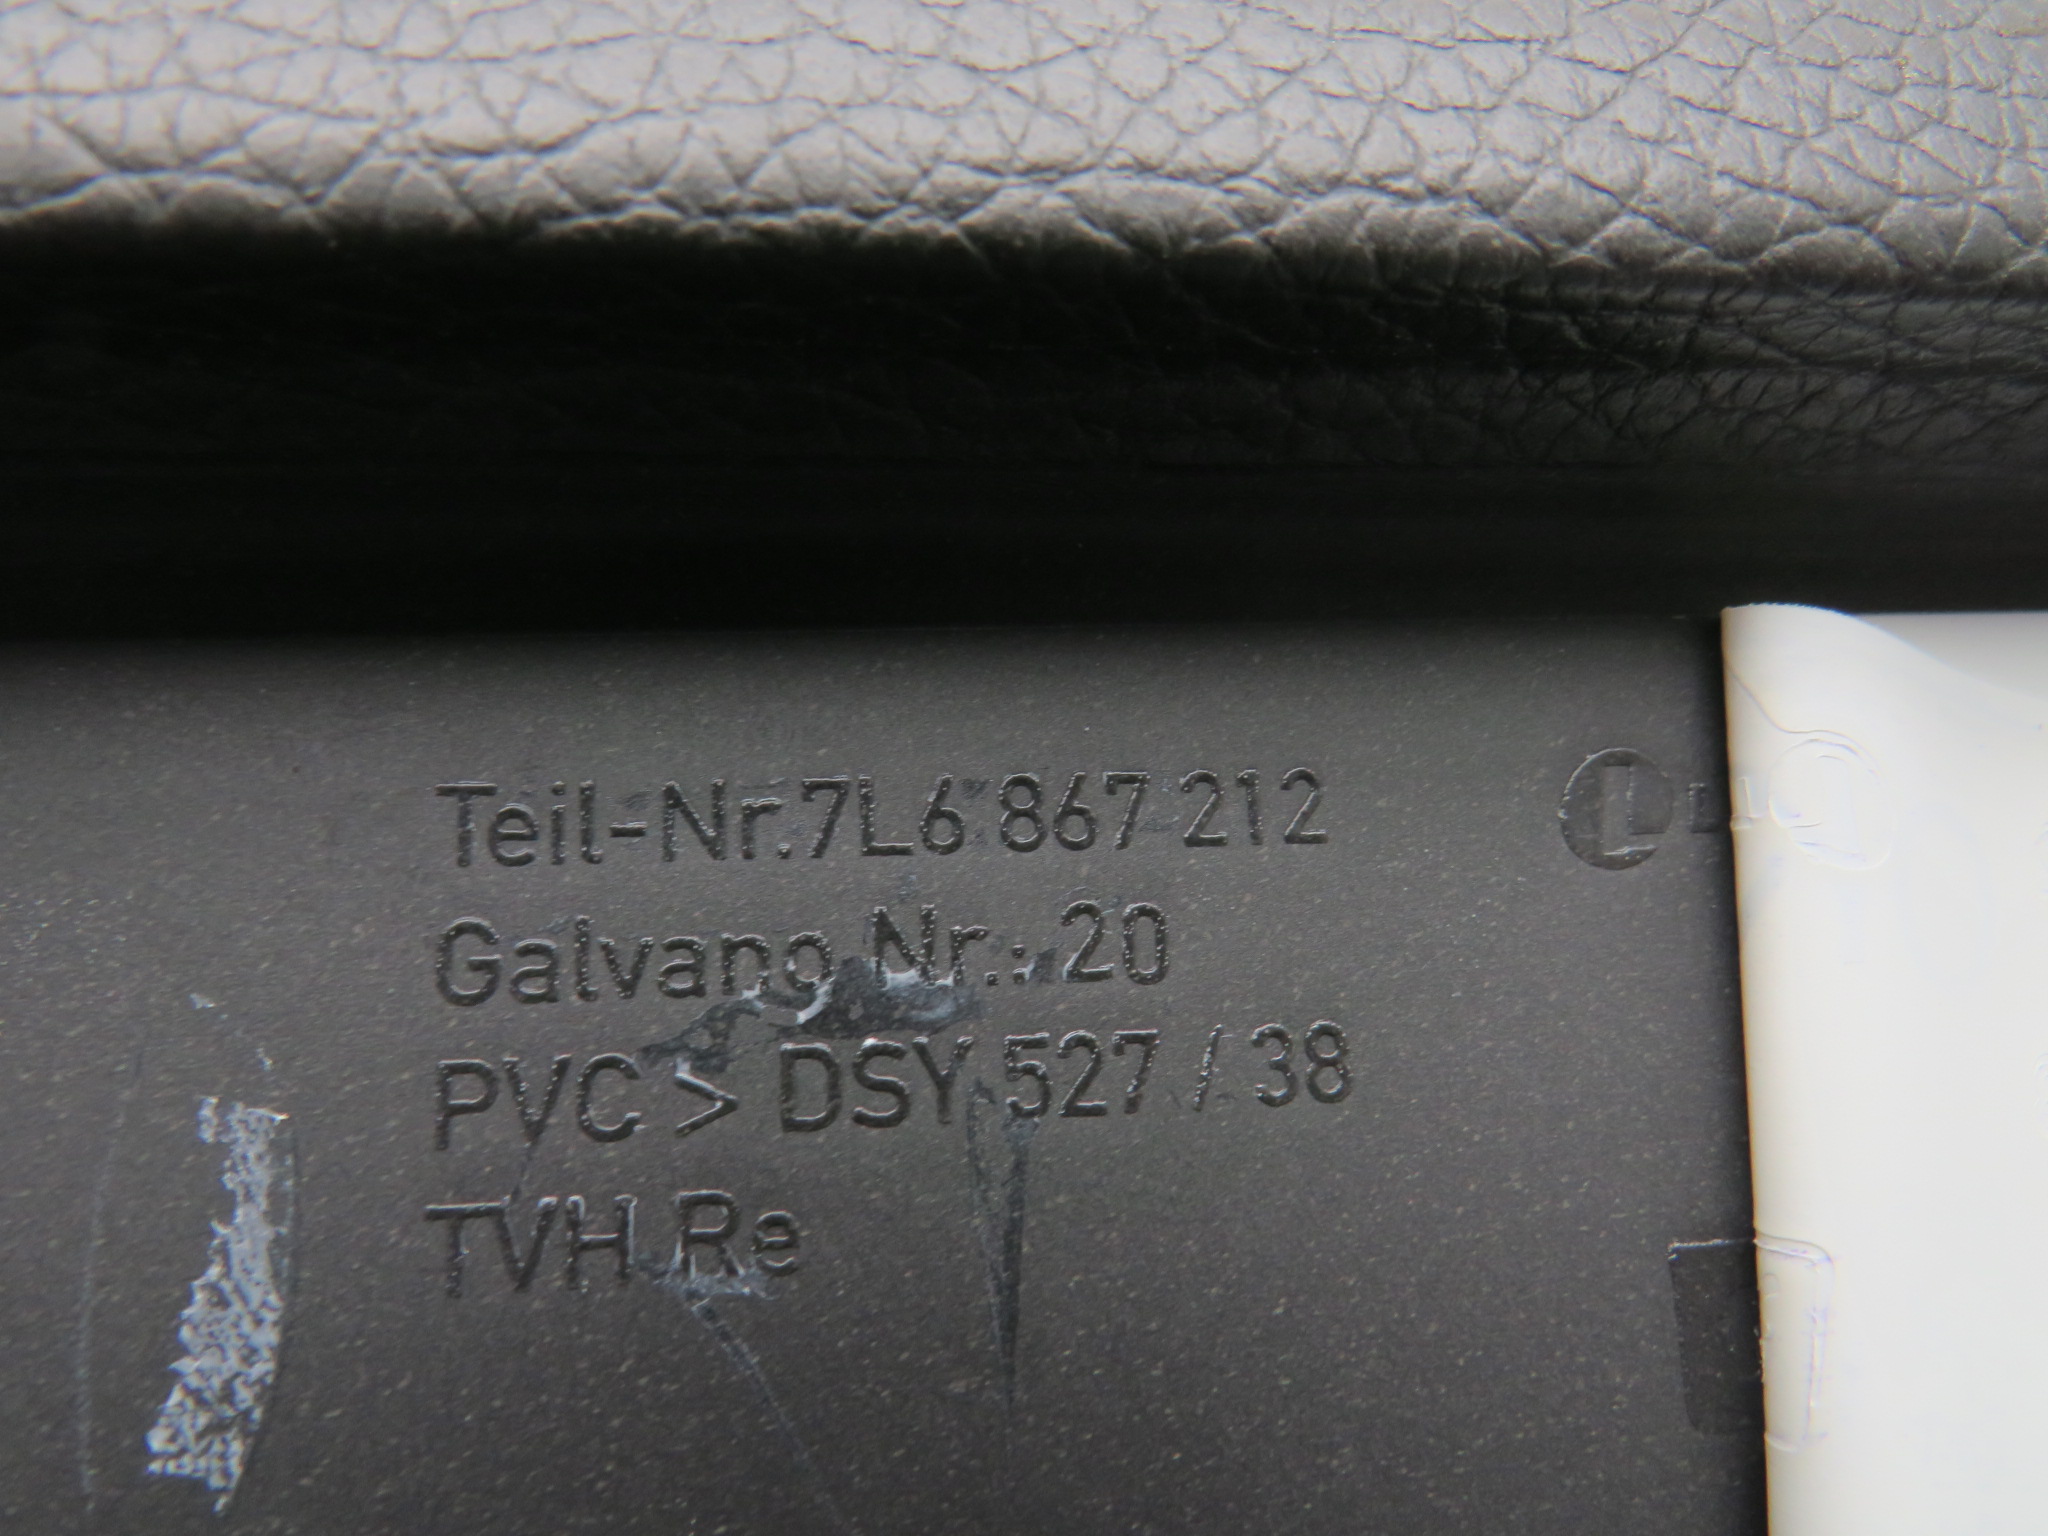 Teil-Nr.7L6 867 212
Galvano Nr.: 20
PVC > DSY 527 / 38
TVH Re